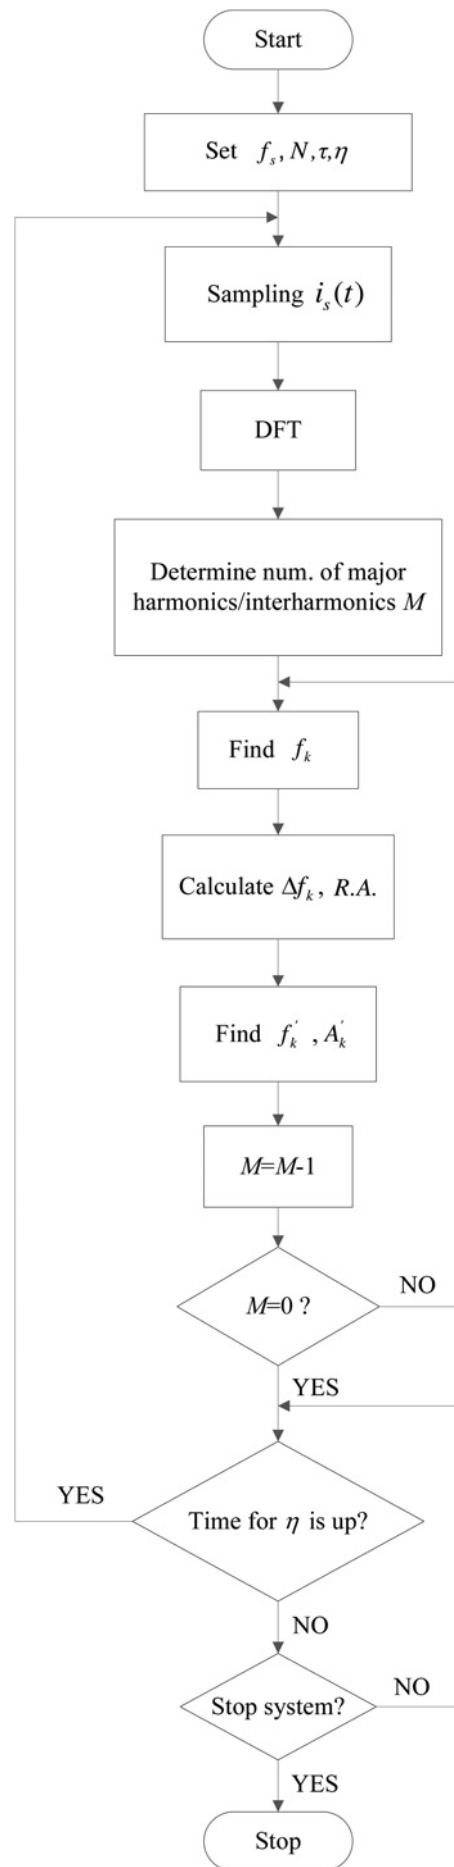 Start
Set f_s, N,τ,η
Sampling i_s(t)
DFT
Determine num. of major
harmonics/interharmonics M
Find f_k
Calculate Δf_k, R.A.
Find f_k', A_k'
M=M-1
M=0 ?
NO
YES
YES
Time for η is up?
NO
Stop system?
NO
YES
Stop